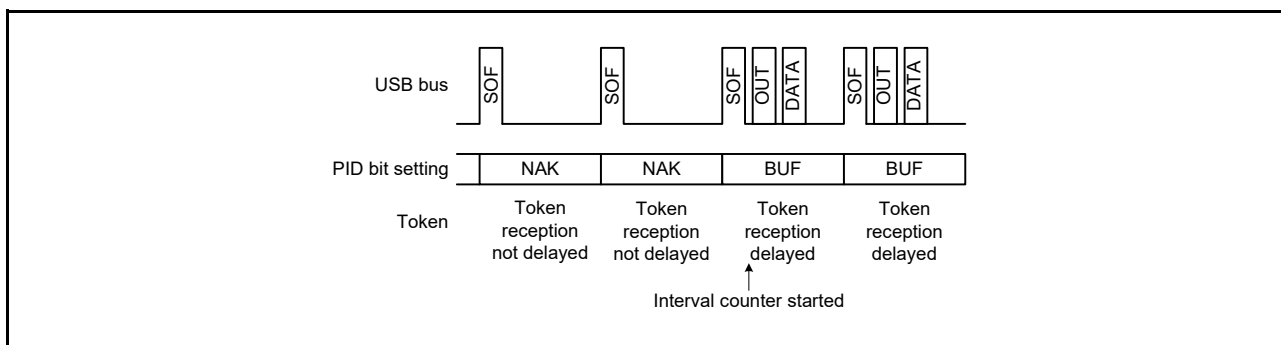 SOF SOF SOF OUT DATA SOF OUT DATA
USB bus
PID bit setting NAK NAK BUF BUF
Token
Token reception not delayed
Token reception not delayed
Token reception delayed
Token reception delayed
Interval counter started